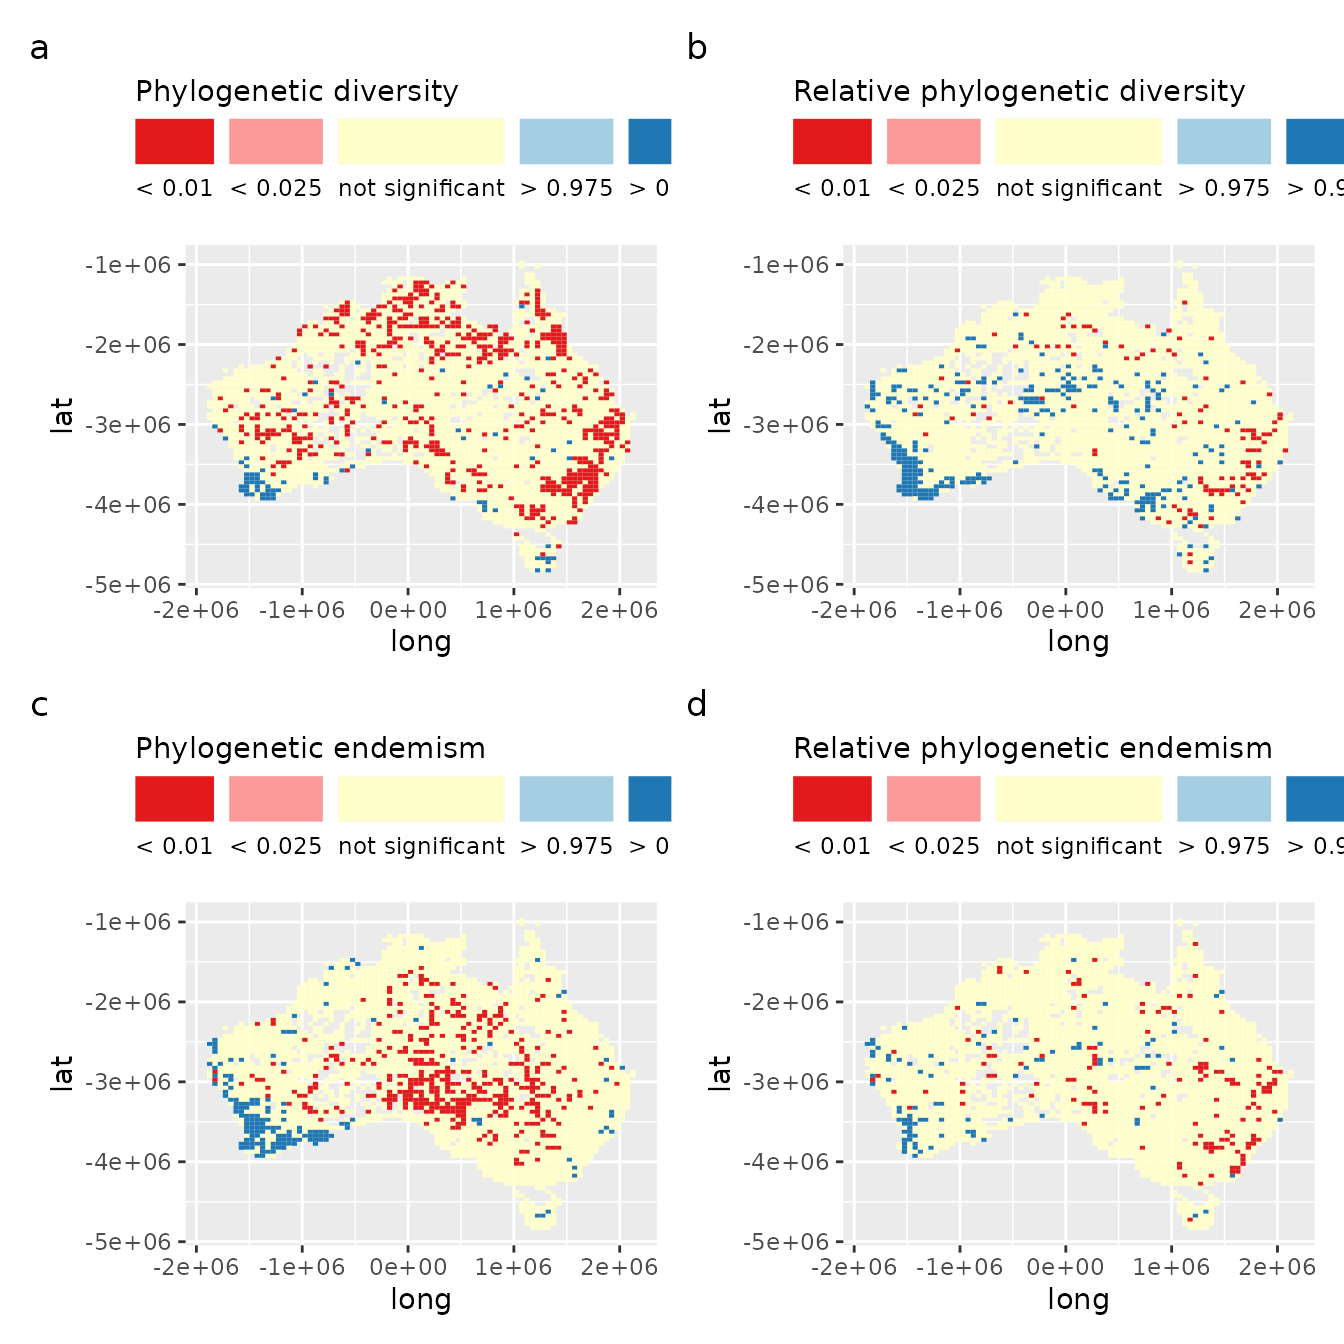 a
Phylogenetic diversity
< 0.01 < 0.025 not significant > 0.975 > 0
-1e+06
-2e+06
-3e+06
-4e+06
-5e+06
lat
-2e+06 -1e+06 0e+00 1e+06 2e+06
long
b
Relative phylogenetic diversity
< 0.01 < 0.025 not significant > 0.975 > 0.9
-1e+06
-2e+06
-3e+06
-4e+06
-5e+06
lat
-2e+06 -1e+06 0e+00 1e+06 2e+06
long
c
Phylogenetic endemism
< 0.01 < 0.025 not significant > 0.975 > 0
-1e+06
-2e+06
-3e+06
-4e+06
-5e+06
lat
-2e+06 -1e+06 0e+00 1e+06 2e+06
long
d
Relative phylogenetic endemism
< 0.01 < 0.025 not significant > 0.975 > 0.9
-1e+06
-2e+06
-3e+06
-4e+06
-5e+06
lat
-2e+06 -1e+06 0e+00 1e+06 2e+06
long